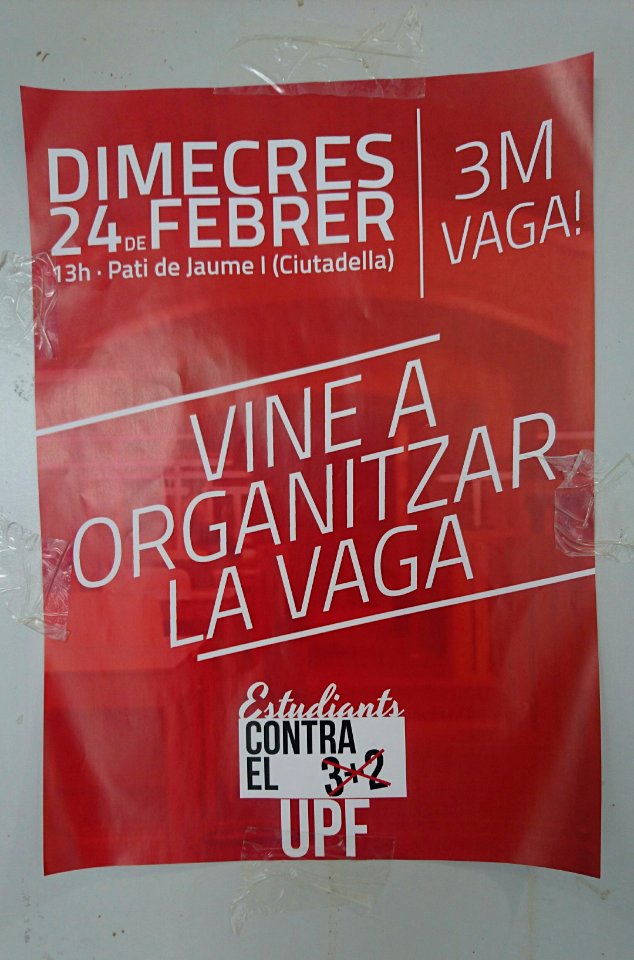 DIMECRES
24 DE FEBRER
13h · Pati de Jaume I (Ciutadella)
3M
VAGA!
VINE A
ORGANITZAR
LA VAGA
Estudiants
CONTRA
EL 3+2
UPF